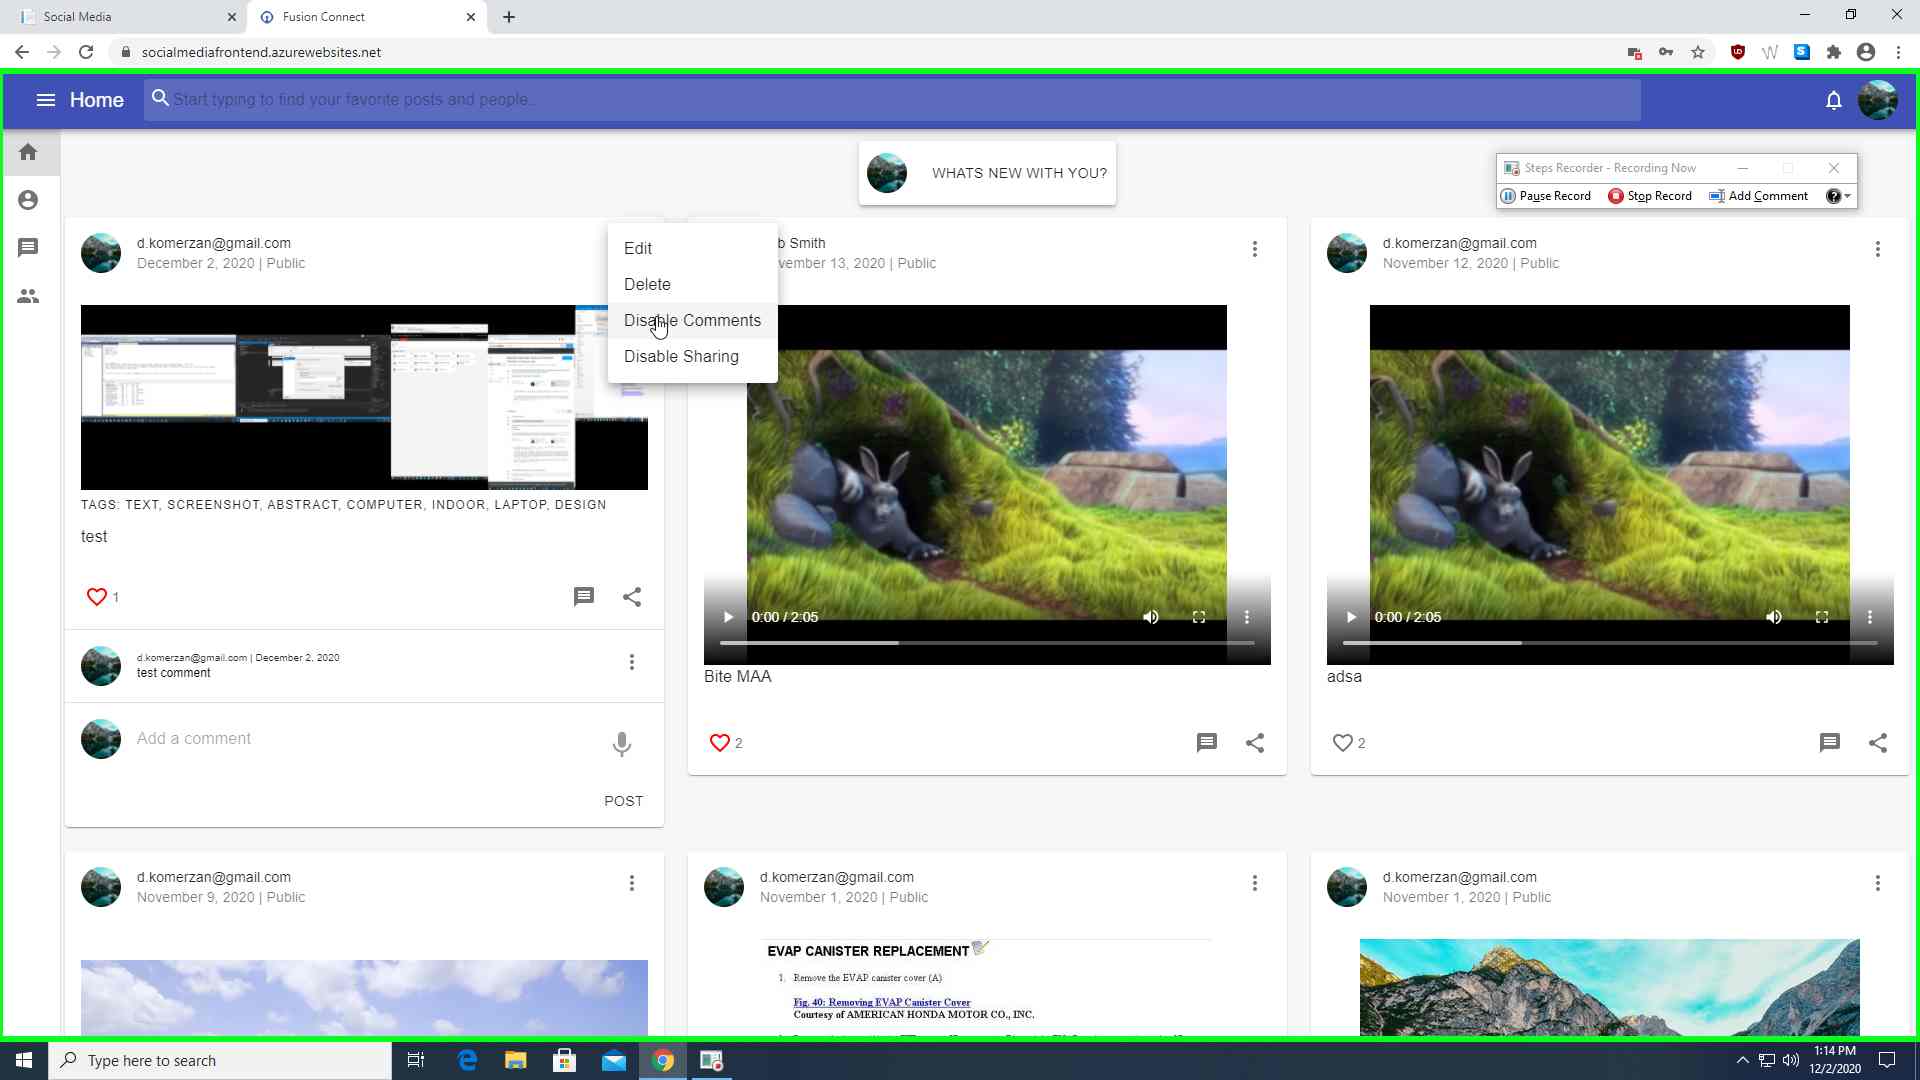 Social Media
Fusion Connect
socialmediafrontend.azurewebsites.net
Home
Start typing to find your favorite posts and people..
WHATS NEW WITH YOU?
Steps Recorder - Recording Now
Pause Record
Stop Record
Add Comment
d.komerzan@gmail.com
December 2, 2020 | Public
Edit
Delete
Disable Comments
Disable Sharing
b Smith
vember 13, 2020 | Public
d.komerzan@gmail.com
November 12, 2020 | Public
TAGS: TEXT, SCREENSHOT, ABSTRACT, COMPUTER, INDOOR, LAPTOP, DESIGN
test
1
d.komerzan@gmail.com | December 2, 2020
test comment
Add a comment
POST
0:00 / 2:05
Bite MAA
2
0:00 / 2:05
adsa
2
d.komerzan@gmail.com
November 9, 2020 | Public
d.komerzan@gmail.com
November 1, 2020 | Public
EVAP CANISTER REPLACEMENT
1. Remove the EVAP canister cover (A)
Fig. 40: Removing EVAP Canister Cover
Courtesy of AMERICAN HONDA MOTOR CO., INC.
d.komerzan@gmail.com
November 1, 2020 | Public
Type here to search
1:14 PM
12/2/2020